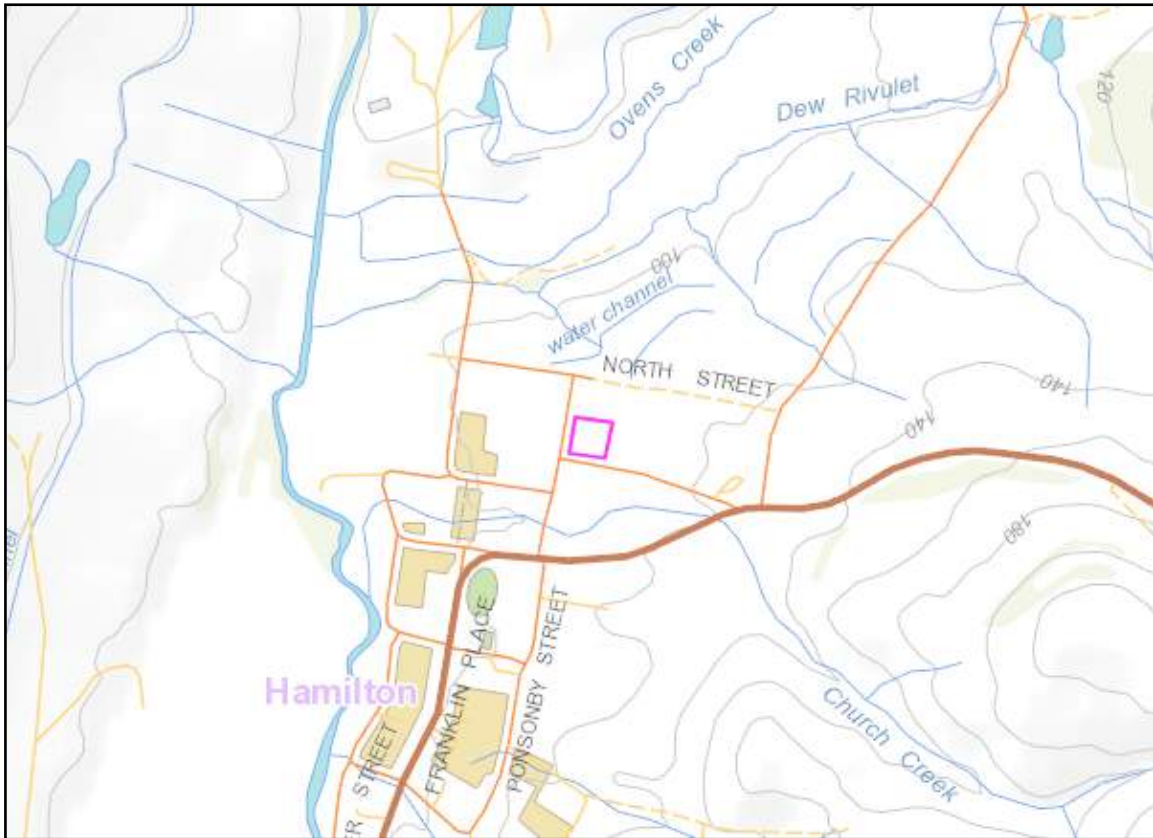 Ovens Creek
Dew Rivulet
120
100
water channel
NORTH STREET
140
140
180
Hamilton
FRANKLIN PLACE
PONSONBY STREET
Church Creek
STREET